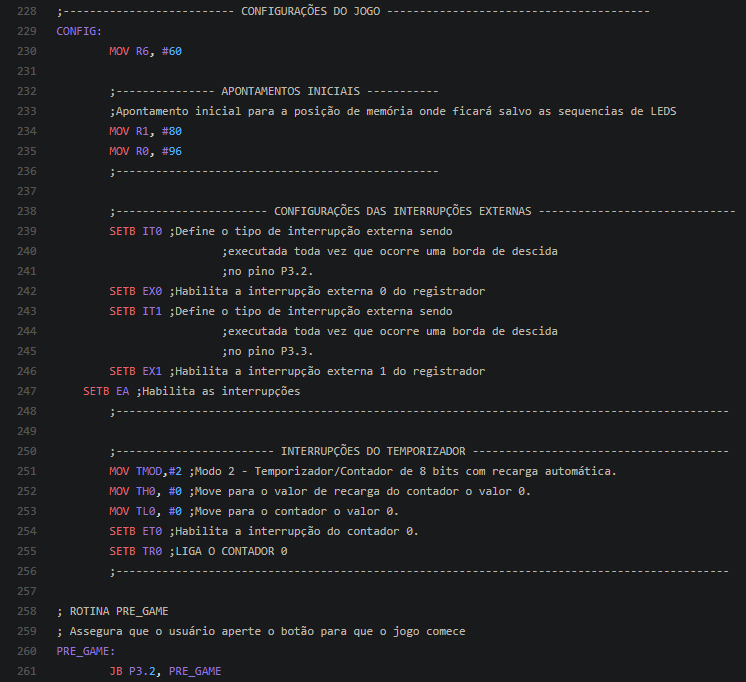 228 ;-------------------------- CONFIGURAÇÕES DO JOGO ----------------------------------------
229 CONFIG:
230 MOV R6, #60
231
232 ;--------------- APONTAMENTOS INICIAIS -----------
233 ;Apontamento inicial para a posição de memória onde ficará salvo as sequencias de LEDS
234 MOV R1, #80
235 MOV R0, #96
236 ;-------------------------------------------------
237
238 ;----------------------- CONFIGURAÇÕES DAS INTERRUPÇÕES EXTERNAS ------------------------------
239 SETB IT0 ;Define o tipo de interrupção externa sendo
240 ;executada toda vez que ocorre uma borda de descida
241 ;no pino P3.2.
242 SETB EX0 ;Habilita a interrupção externa 0 do registrador
243 SETB IT1 ;Define o tipo de interrupção externa sendo
244 ;executada toda vez que ocorre uma borda de descida
245 ;no pino P3.3.
246 SETB EX1 ;Habilita a interrupção externa 1 do registrador
247 SETB EA ;Habilita as interrupções
248 ;---------------------------------------------------------------------------------------------
249
250 ;------------------------ INTERRUPÇÕES DO TEMPORIZADOR ---------------------------------------
251 MOV TMOD,#2 ;Modo 2 - Temporizador/Contador de 8 bits com recarga automática.
252 MOV TH0, #0 ;Move para o valor de recarga do contador o valor 0.
253 MOV TL0, #0 ;Move para o contador o valor 0.
254 SETB ET0 ;Habilita a interrupção do contador 0.
255 SETB TR0 ;LIGA O CONTADOR 0
256 ;---------------------------------------------------------------------------------------------
257
258 ; ROTINA PRE_GAME
259 ; Assegura que o usuário aperte o botão para que o jogo comece
260 PRE_GAME:
261 JB P3.2, PRE_GAME